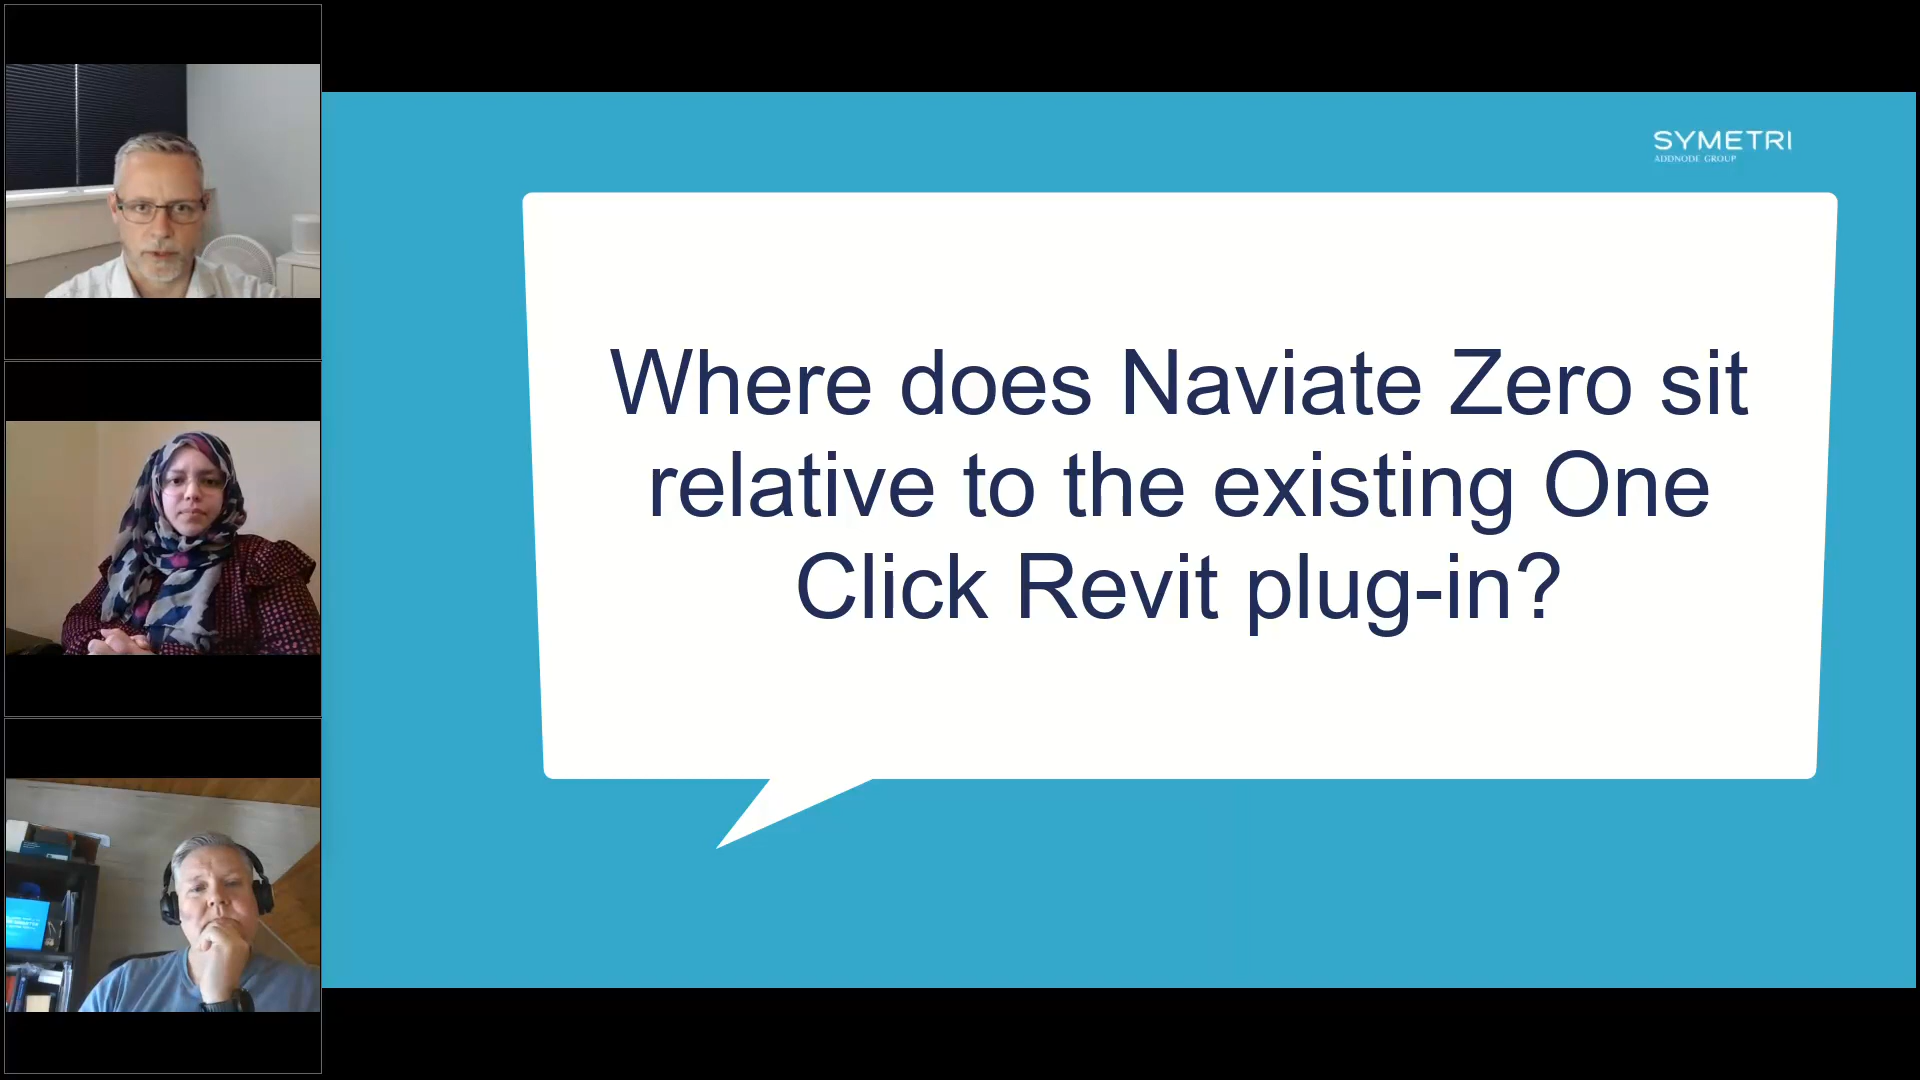 SYMETRI
ADDNODE GROUP
Where does Naviate Zero sit
relative to the existing One
Click Revit plug-in?